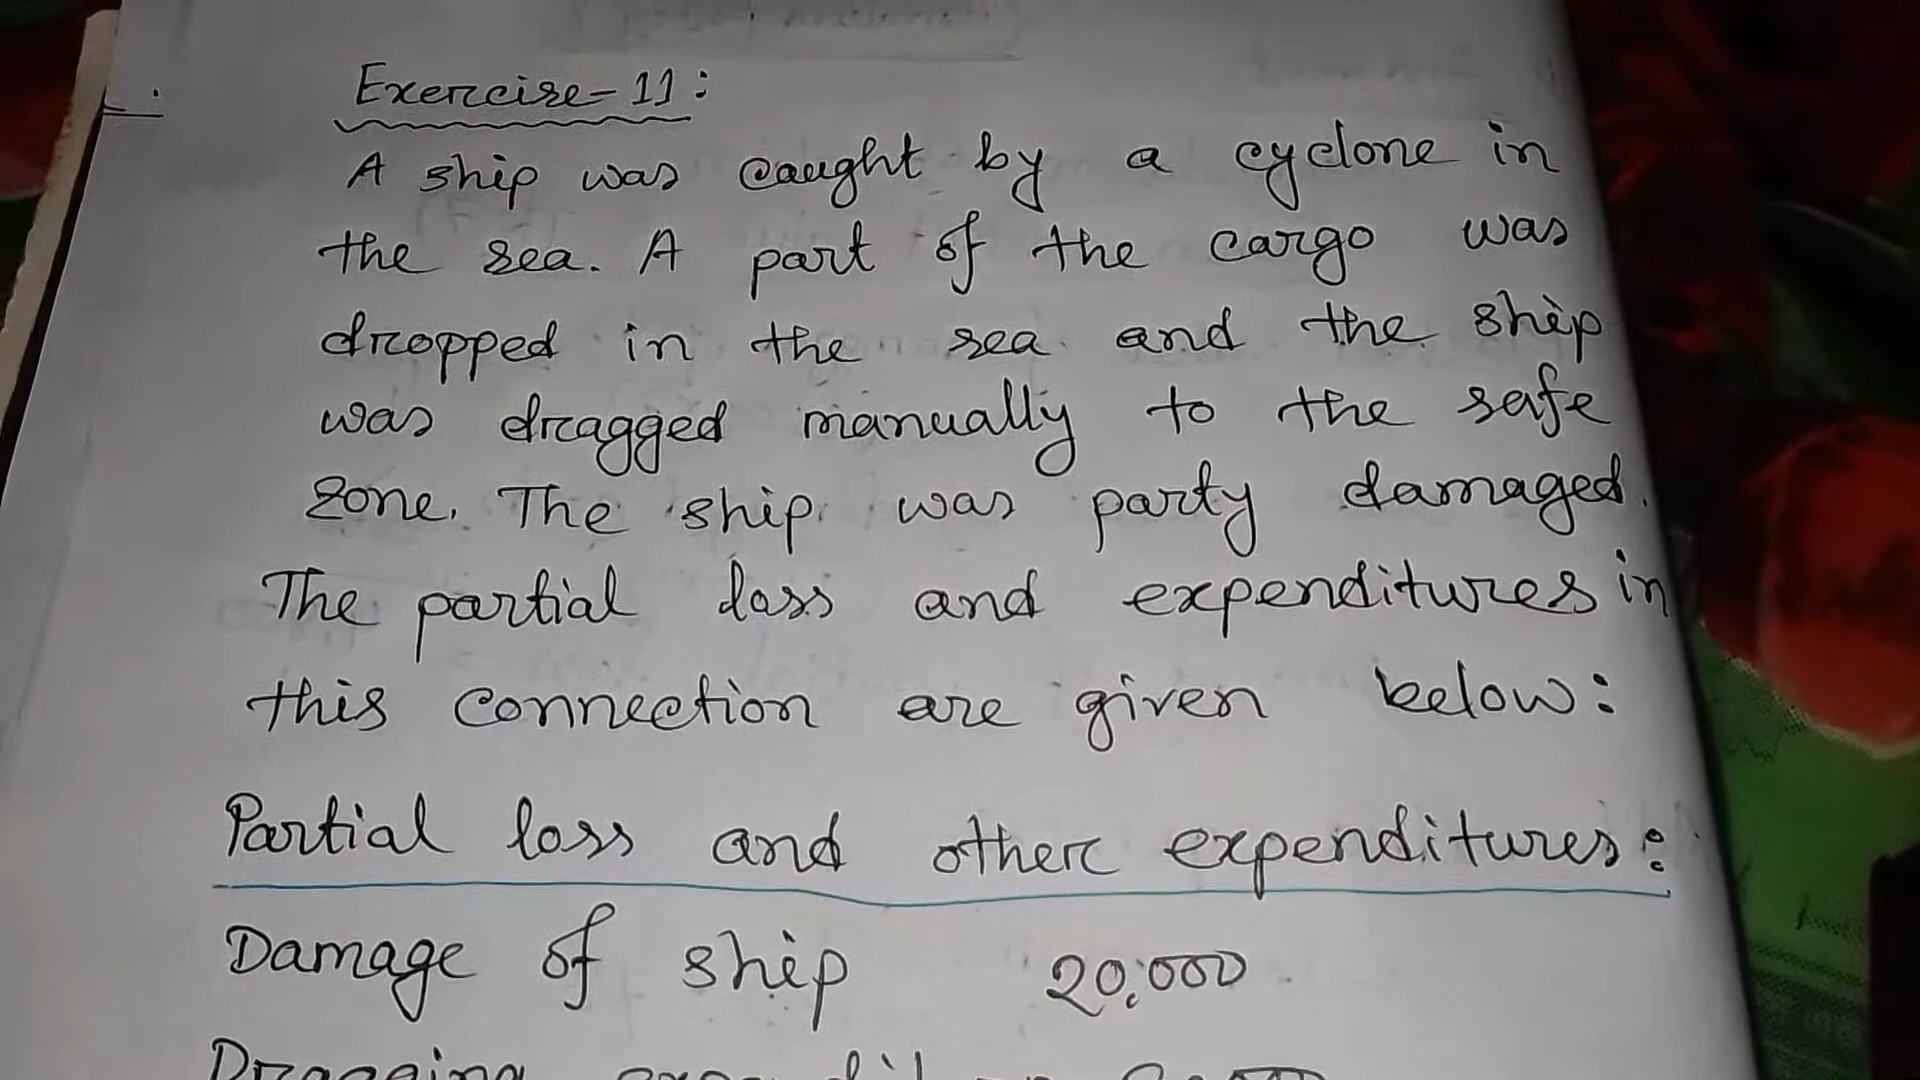 Exercise-11:
A ship was caught by a cyclone in
the sea. A part of the cargo was
dropped in the sea and the ship
was dragged manually to the safe
zone. The ship was party damaged.
The partial loss and expenditures in
this connection are given below:
Partial loss and other expenditures:
Damage of ship 20,000
Dragging